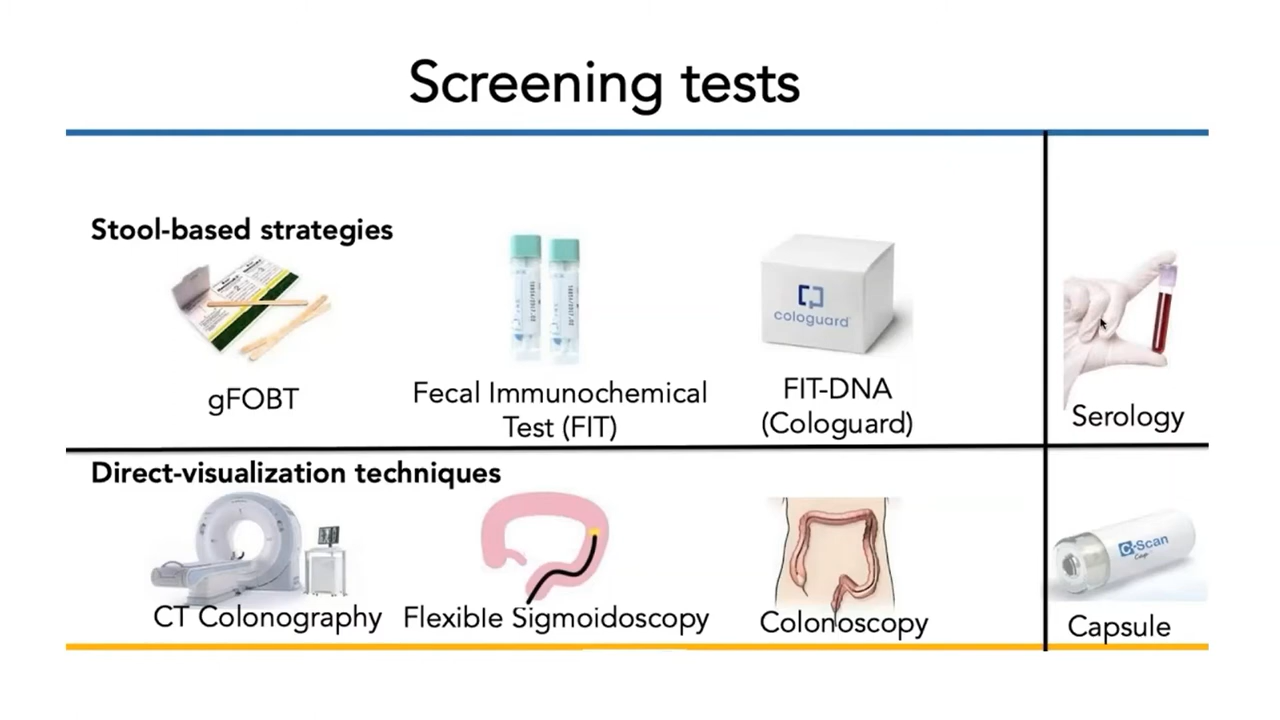 Screening tests
Stool-based strategies
cologuard
gFOBT
Fecal Immunochemical
Test (FIT)
FIT-DNA
(Cologuard)
Serology
Direct-visualization techniques
C-Scan
Cap
CT Colonography
Flexible Sigmoidoscopy
Colonoscopy
Capsule